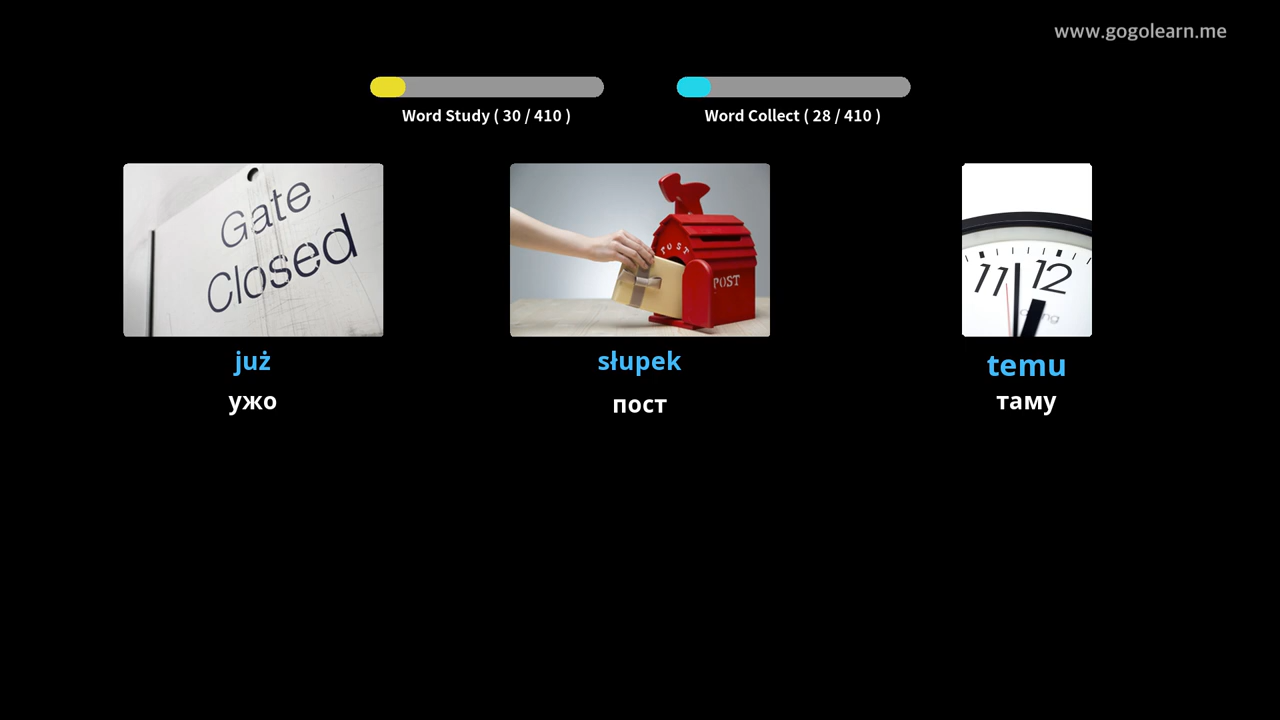 www.gogolearn.me
Word Study ( 30 / 410 )
Word Collect ( 28 / 410 )
Gate
Closed
POST
POST
11
12
już
słupek
temu
ужо
пост
таму